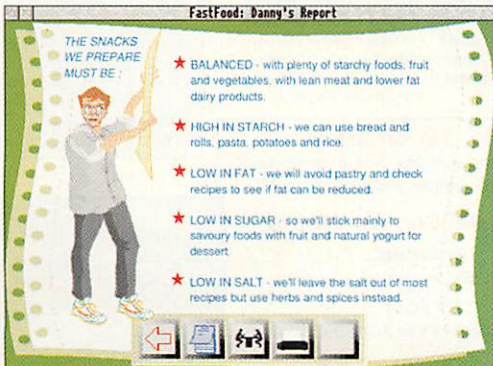 FastFood: Danny's Report
THE SNACKS
WE PREPARE
MUST BE :
BALANCED - with plenty of starchy foods, fruit
and vegetables, with lean meat and lower fat
dairy products.
HIGH IN STARCH - we can use bread and
rolls, pasta, potatoes and rice.
LOW IN FAT - we will avoid pastry and check
recipes to see if fat can be reduced.
LOW IN SUGAR - so we'll stick mainly to
savoury foods with fruit and natural yogurt for
dessert.
LOW IN SALT - we'll leave the salt out of most
recipes but use herbs and spices instead.